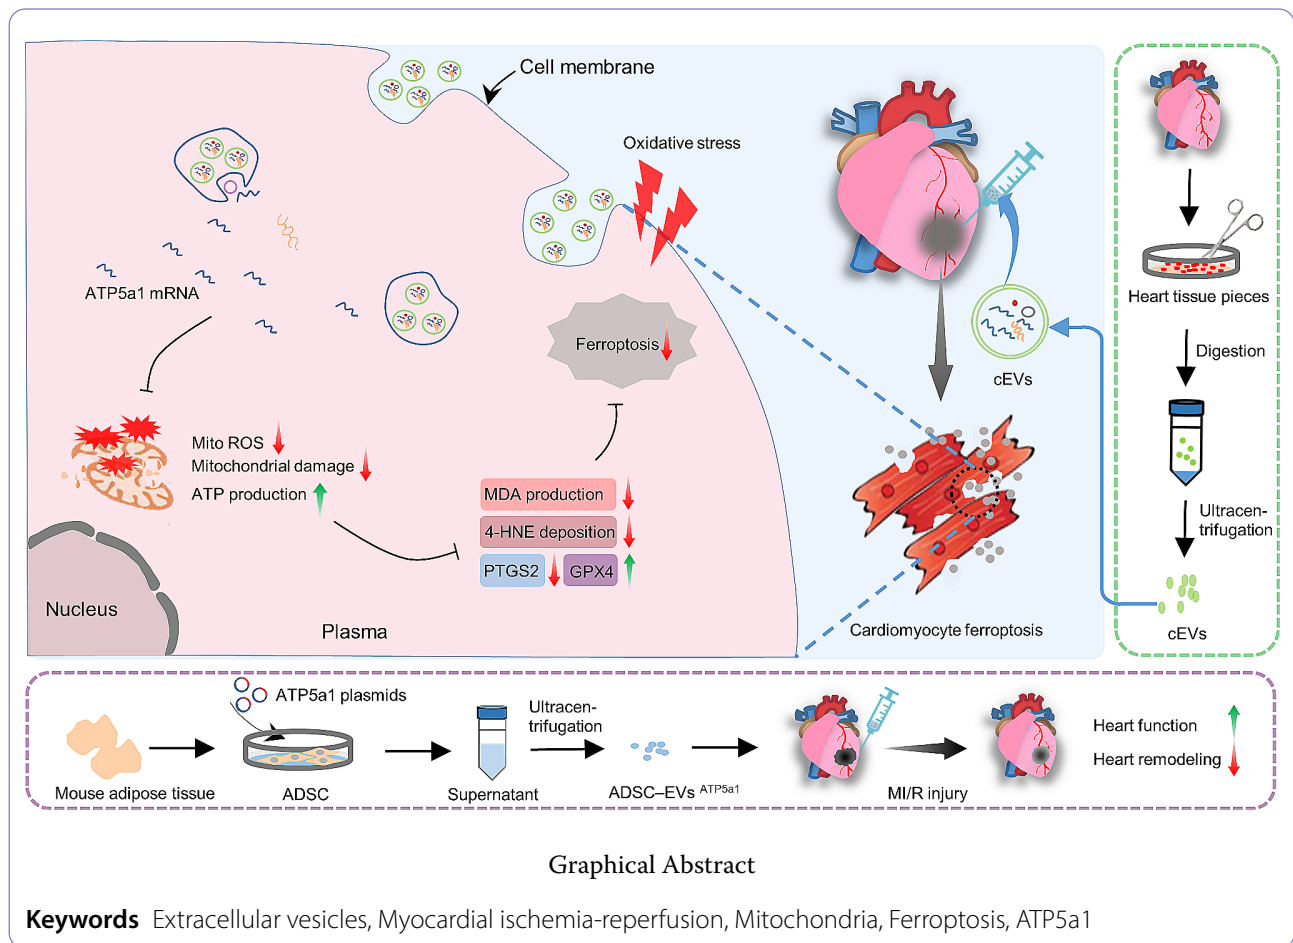 Cell membrane
Oxidative stress
ATP5a1 mRNA
Ferroptosis
cEVs
Mito ROS
Mitochondrial damage
ATP production
MDA production
4-HNE deposition
PTGS2
GPX4
Nucleus
Plasma
Cardiomyocyte ferroptosis
Heart tissue pieces
Digestion
Ultracen-
trifugation
cEVs
ATP5a1 plasmids
Ultracen-
trifugation
Mouse adipose tissue
ADSC
Supernatant
ADSC–EVs ATP5a1
MI/R injury
Heart function
Heart remodeling
Graphical Abstract
Keywords Extracellular vesicles, Myocardial ischemia-reperfusion, Mitochondria, Ferroptosis, ATP5a1